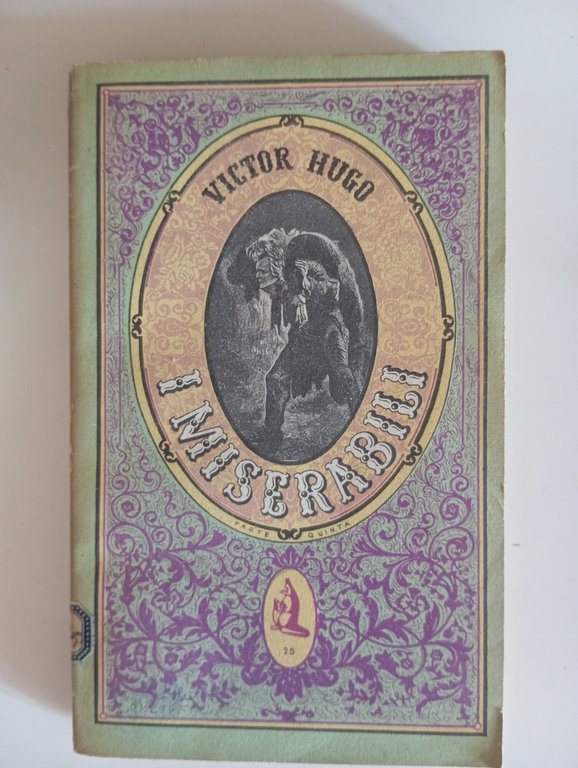 VICTOR HUGO
I MISERABILI
PARTE QUINTA
25